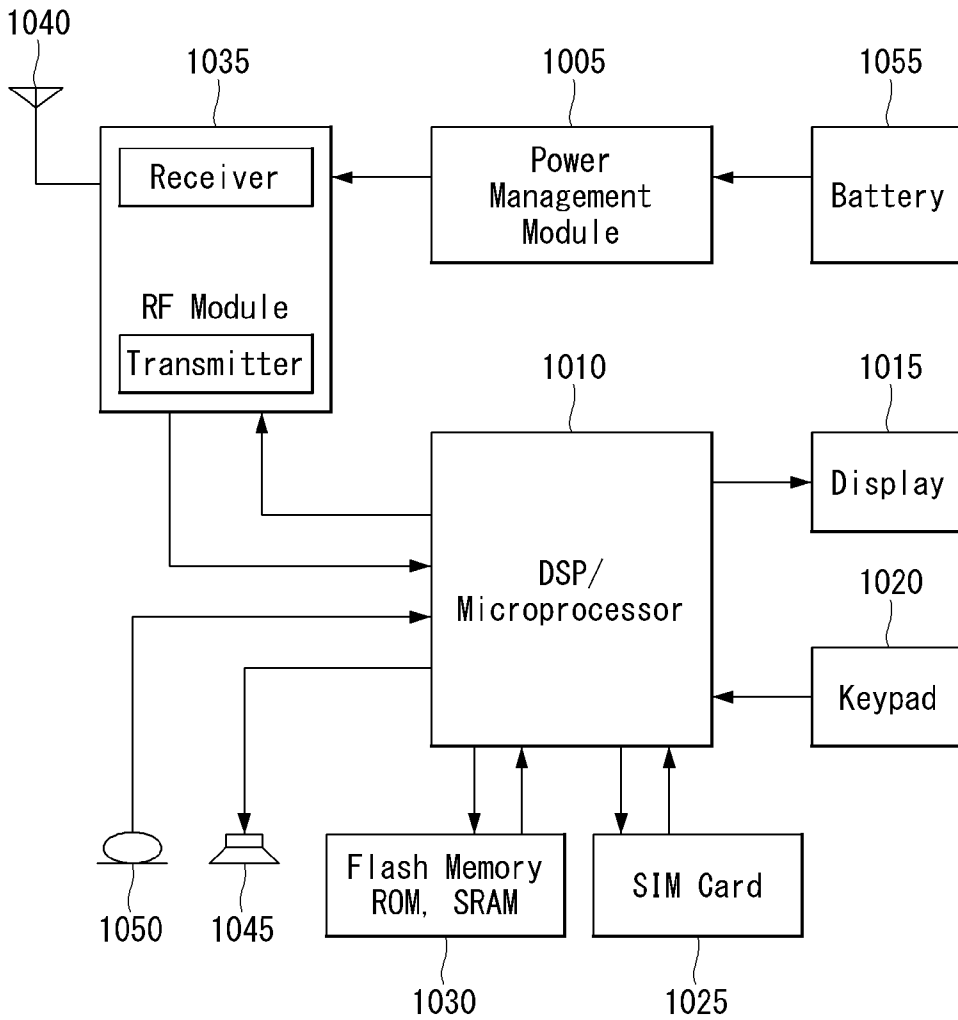 1040
1035
1005
1055
Receiver
RF Module
Transmitter
Power
Management
Module
Battery
1010
1015
DSP/
Microprocessor
Display
1020
Keypad
1050
1045
Flash Memory
ROM, SRAM
SIM Card
1030
1025